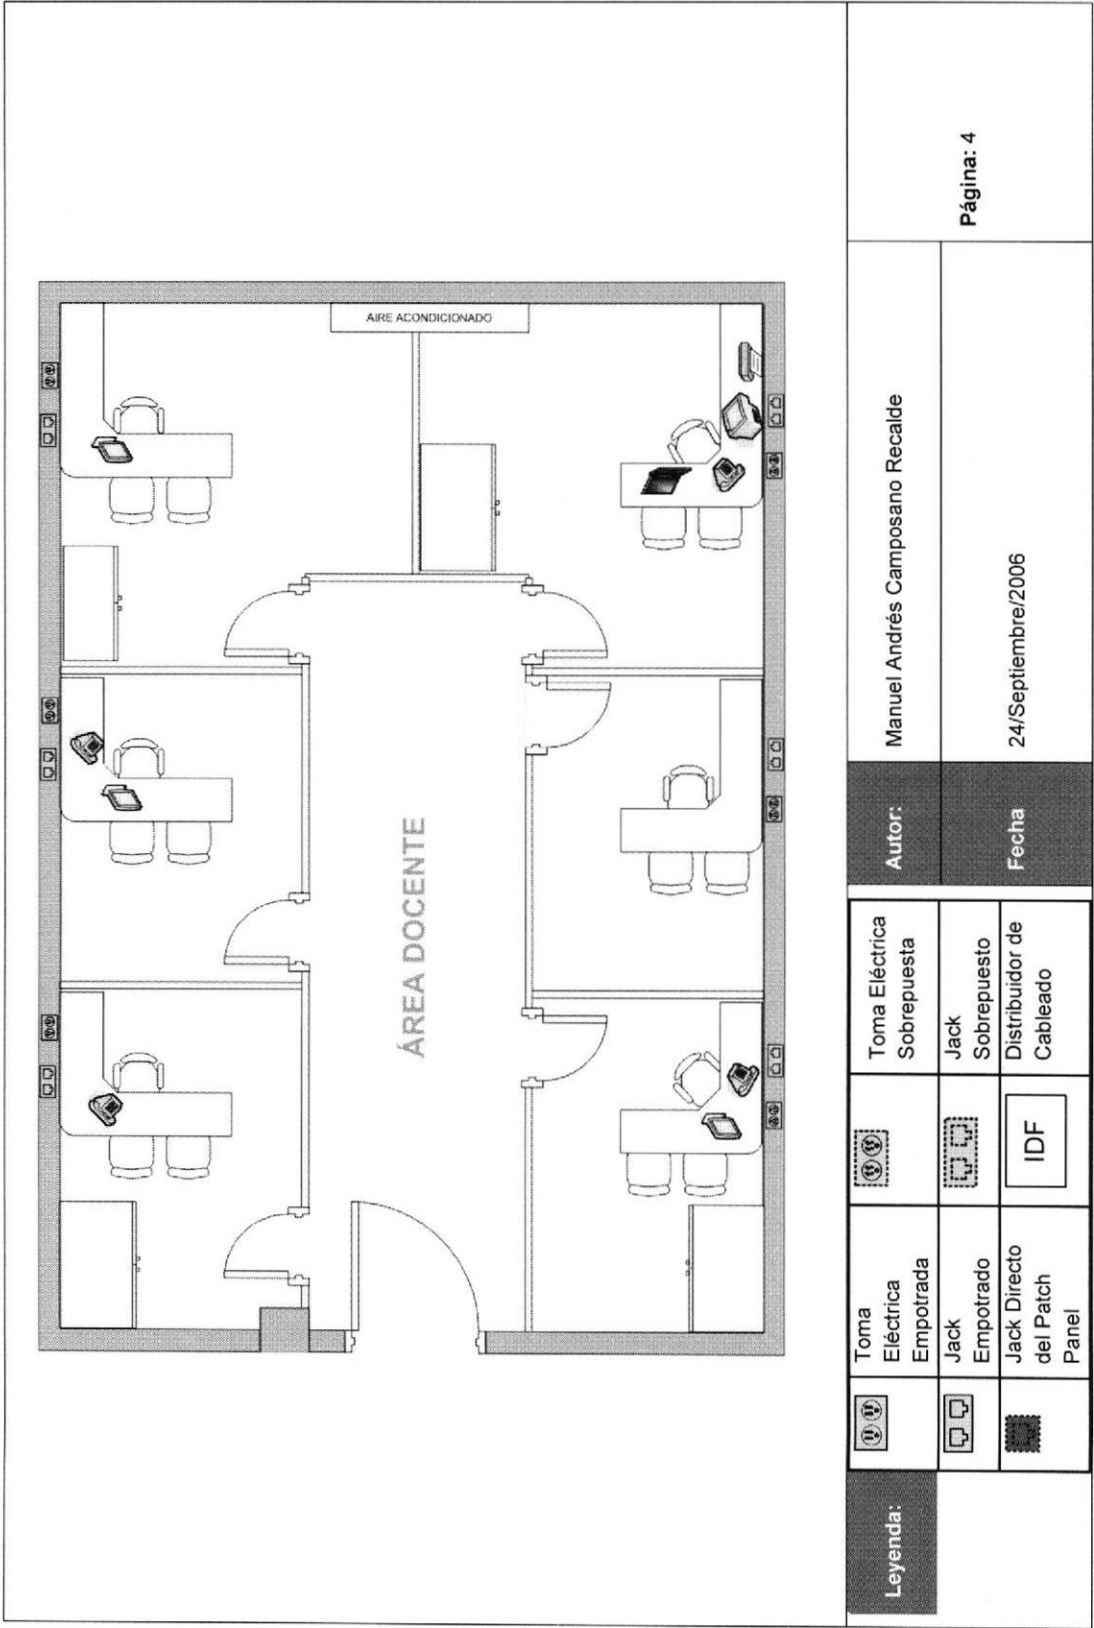 AIRE ACONDICIONADO
ÁREA DOCENTE
Leyenda:
Toma
Eléctrica
Empotrada
Toma Eléctrica
Sobrepuesta
Jack
Empotrado
Jack
Sobrepuesto
Jack Directo
del Patch
Panel
IDF
Distribuidor de
Cableado
Autor:
Manuel Andrés Camposano Recalde
Fecha
24/Septiembre/2006
Página: 4